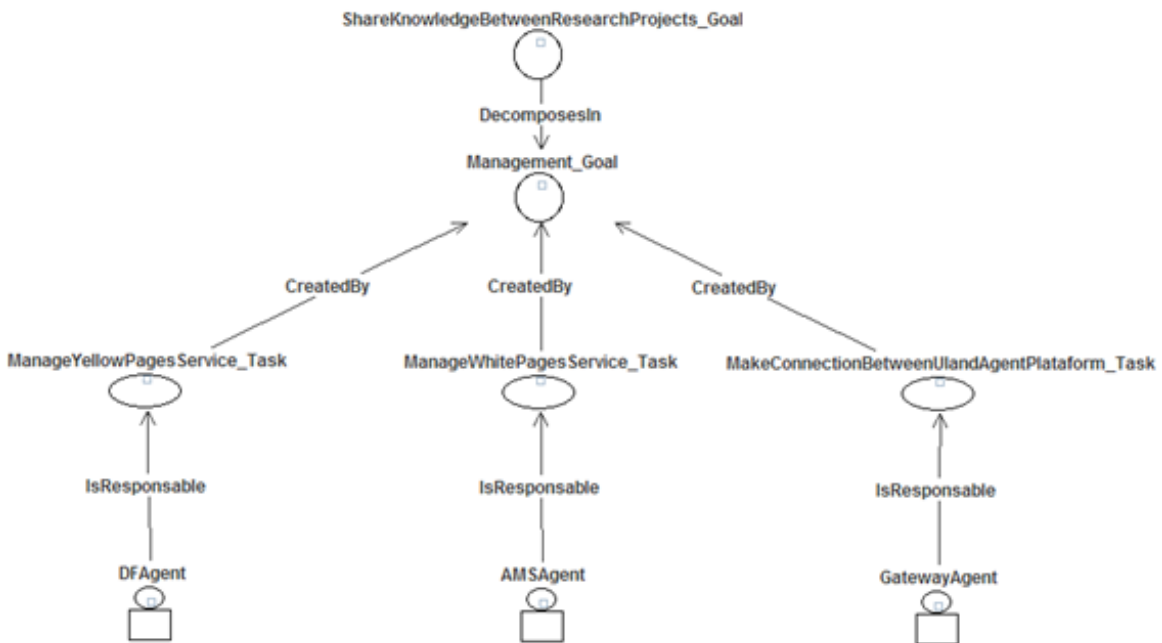 ShareKnowledgeBetweenResearchProjects_Goal
DecomposesIn
Management_Goal
CreatedBy CreatedBy CreatedBy
ManageYellowPagesService_Task ManageWhitePagesService_Task MakeConnectionBetweenUIandAgentPlataform_Task
IsResponsable IsResponsable IsResponsable
DFAgent AMSAgent GatewayAgent